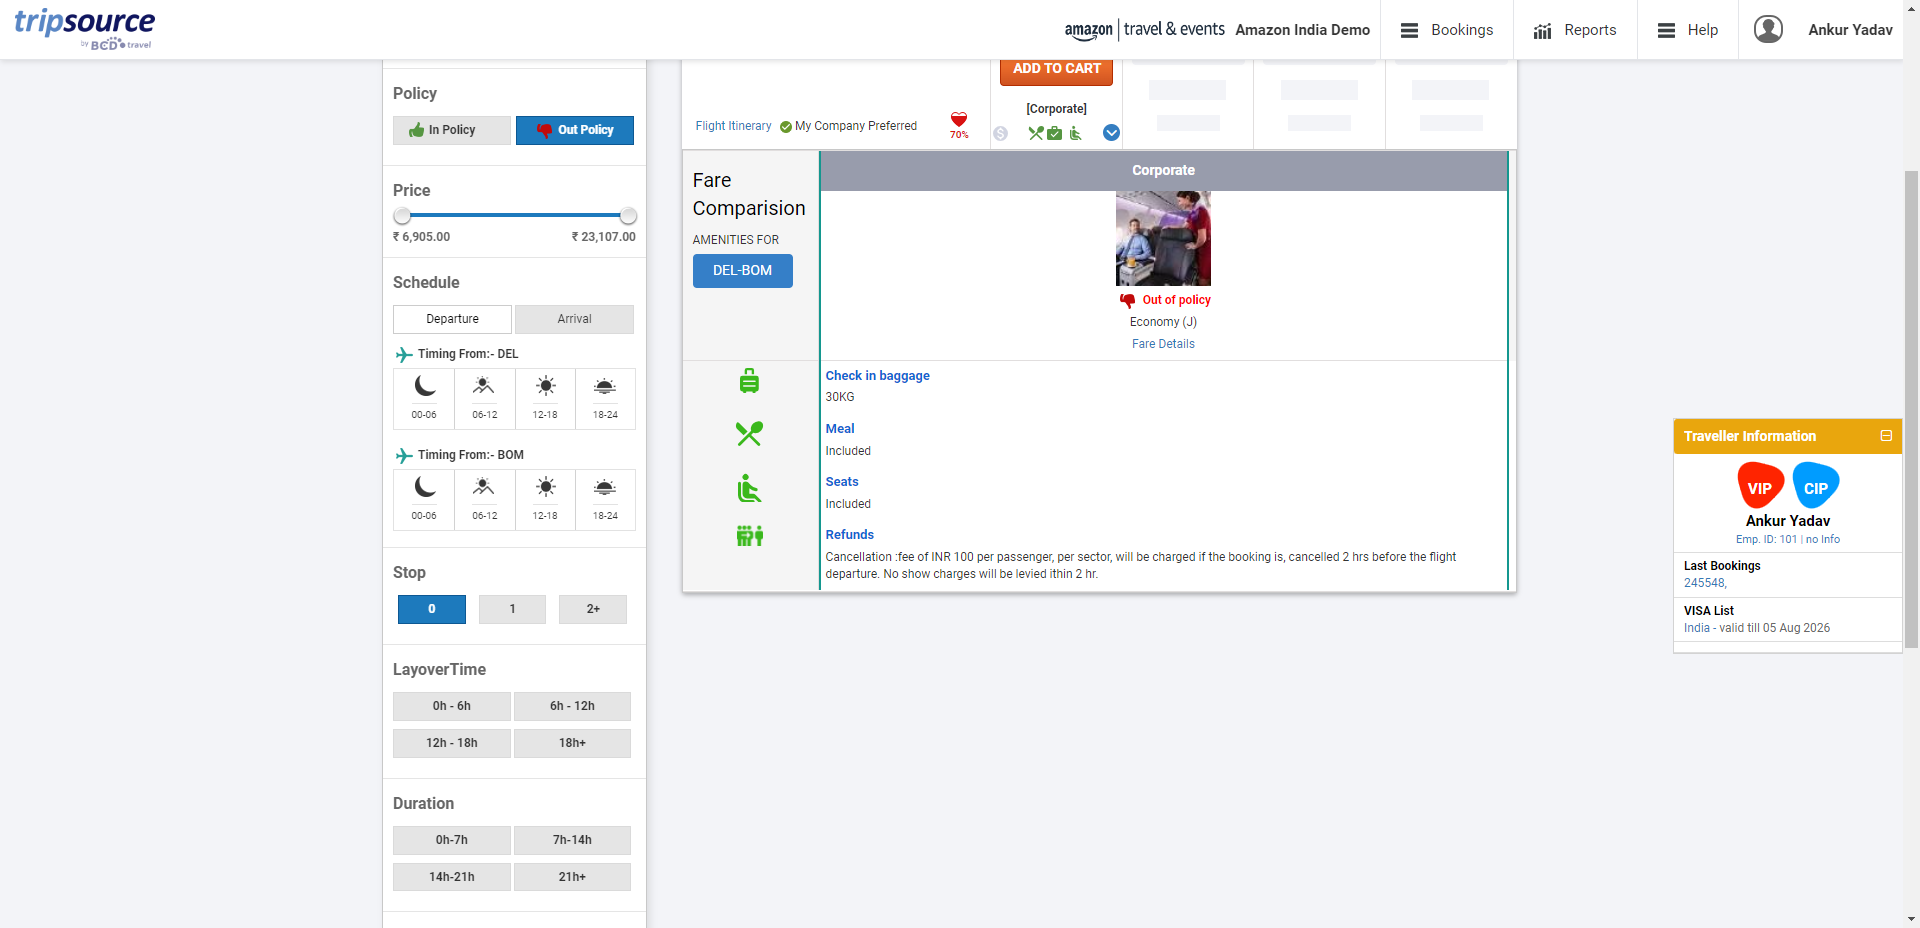 tripsource
by BCD travel
amazon | travel & events
Amazon India Demo
Bookings
Reports
Help
Ankur Yadav
Policy
In Policy
Out Policy
Price
₹ 6,905.00
₹ 23,107.00
Schedule
Departure
Arrival
Timing From:- DEL
00-06
06-12
12-18
18-24
Timing From:- BOM
00-06
06-12
12-18
18-24
Stop
0
1
2+
LayoverTime
0h - 6h
6h - 12h
12h - 18h
18h+
Duration
0h-7h
7h-14h
14h-21h
21h+
ADD TO CART
[Corporate]
Flight Itinerary
My Company Preferred
70%
Fare
Comparision
AMENITIES FOR
DEL-BOM
Corporate
Out of policy
Economy (J)
Fare Details
Check in baggage
30KG
Meal
Included
Seats
Included
Refunds
Cancellation :fee of INR 100 per passenger, per sector, will be charged if the booking is, cancelled 2 hrs before the flight
departure. No show charges will be levied ithin 2 hr.
Traveller Information
VIP
CIP
Ankur Yadav
Emp. ID: 101 | no Info
Last Bookings
245548,
VISA List
India - valid till 05 Aug 2026